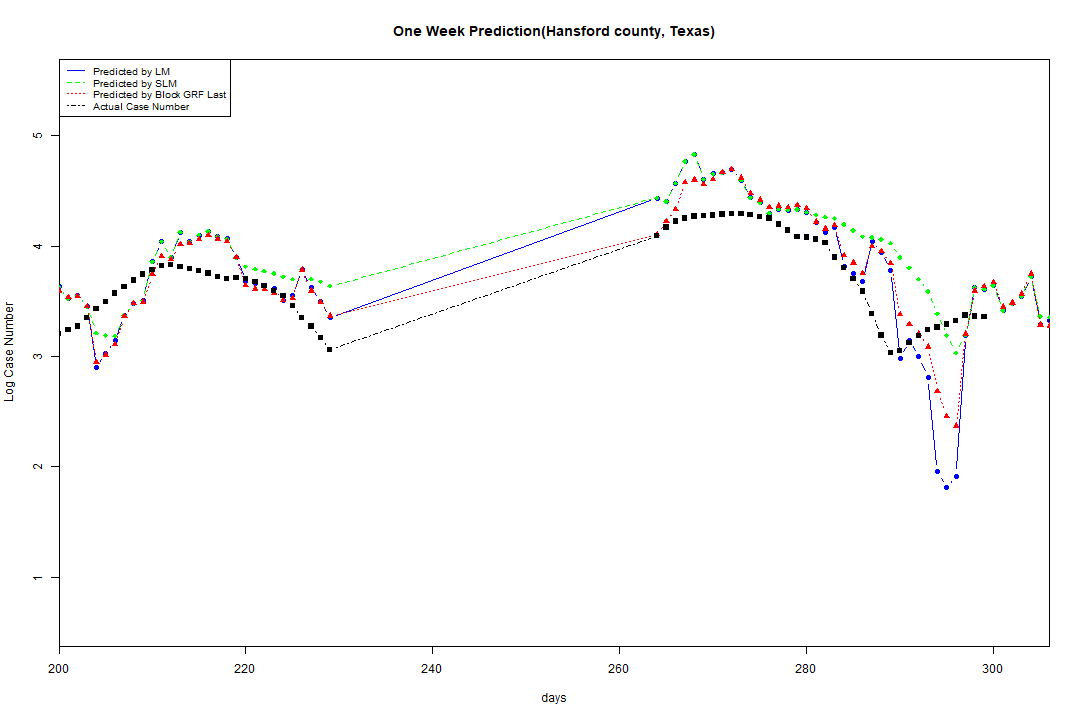 One Week Prediction(Hansford county, Texas)
Predicted by LM
Predicted by SLM
Predicted by Block GRF Last
Actual Case Number
5
4
3
2
1
Log Case Number
200 220 240 260 280 300
days